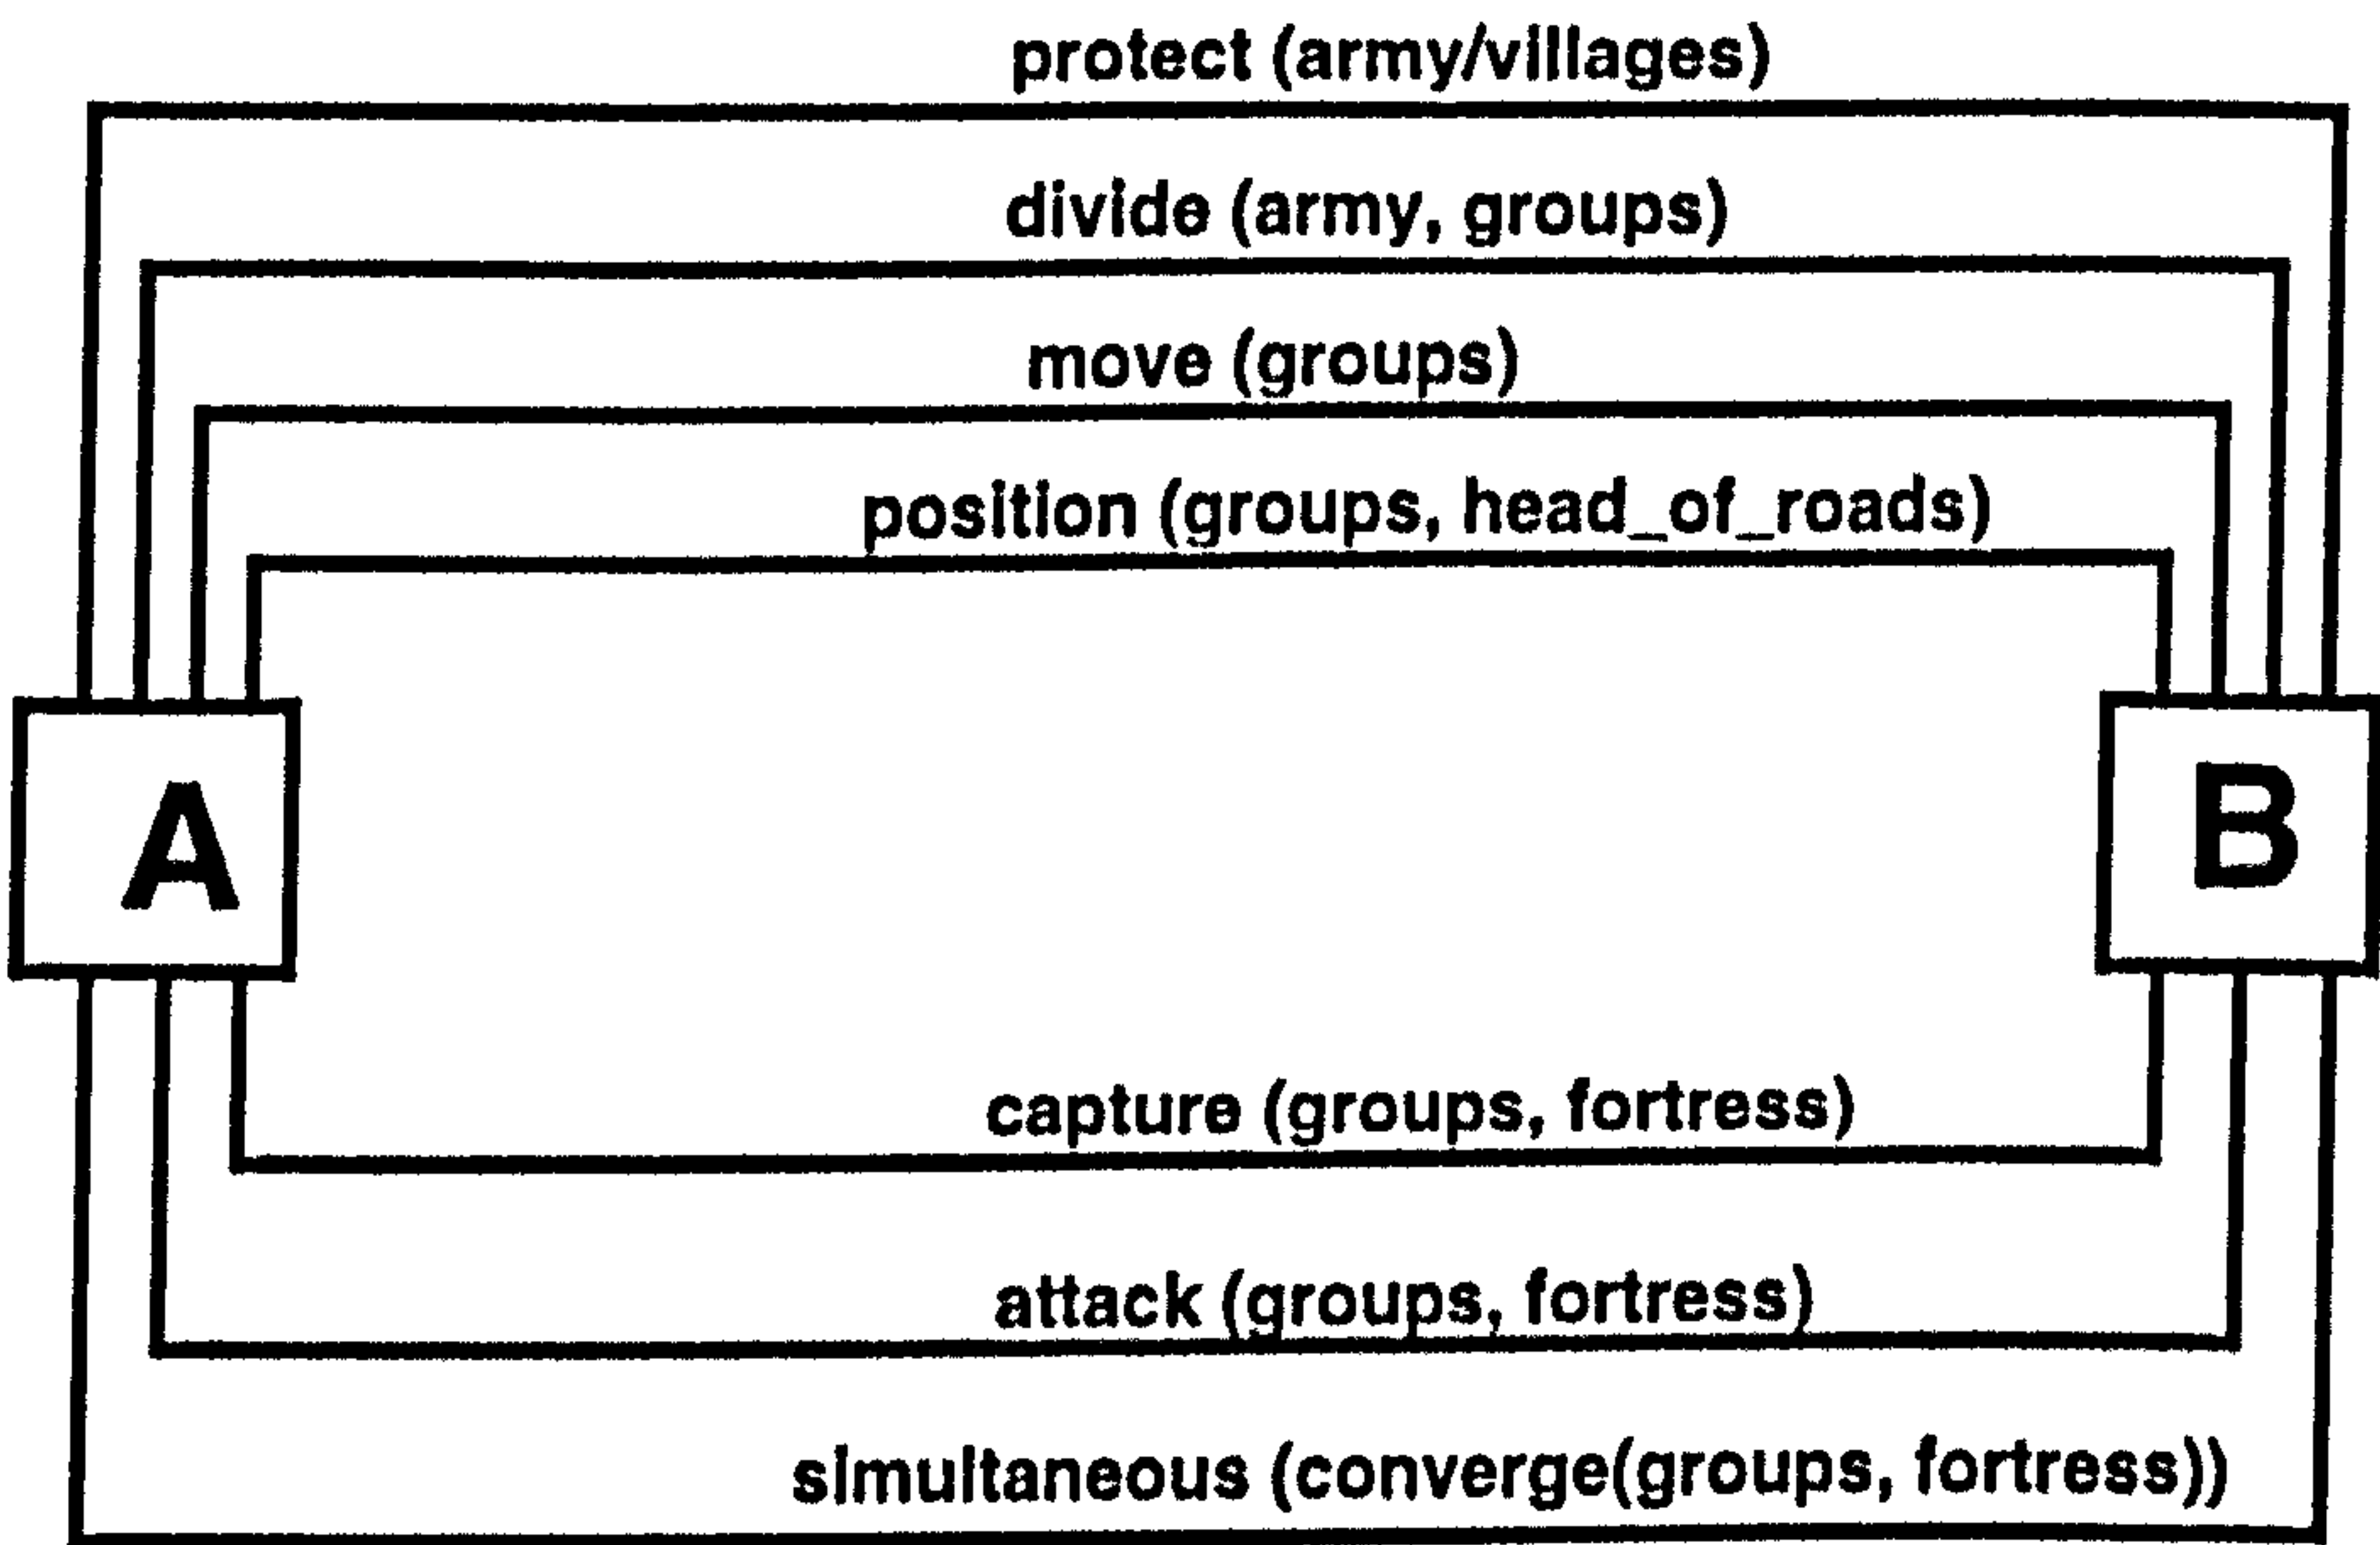 protect (army/villages)
divide (army, groups)
move (groups)
position (groups, head_of_roads)
A
B
capture (groups, fortress)
attack (groups, fortress)
simultaneous (converge(groups, fortress))